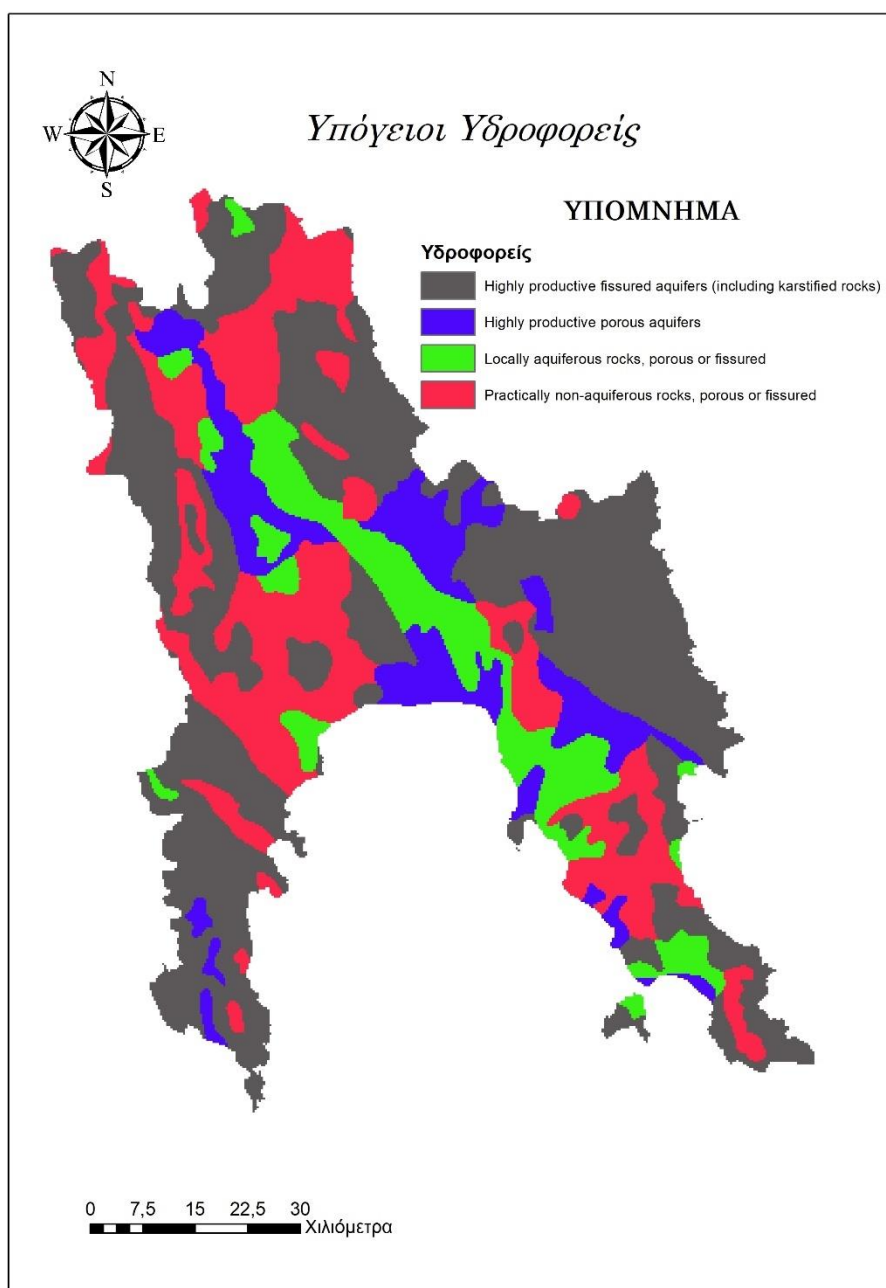 N
W E
S
Υπόγειοι Υδροφορείς
ΥΠΟΜΝΗΜΑ
Υδροφορείς
Highly productive fissured aquifers (including karstified rocks)
Highly productive porous aquifers
Locally aquiferous rocks, porous or fissured
Practically non-aquiferous rocks, porous or fissured
0 7,5 15 22,5 30
Χιλιόμετρα